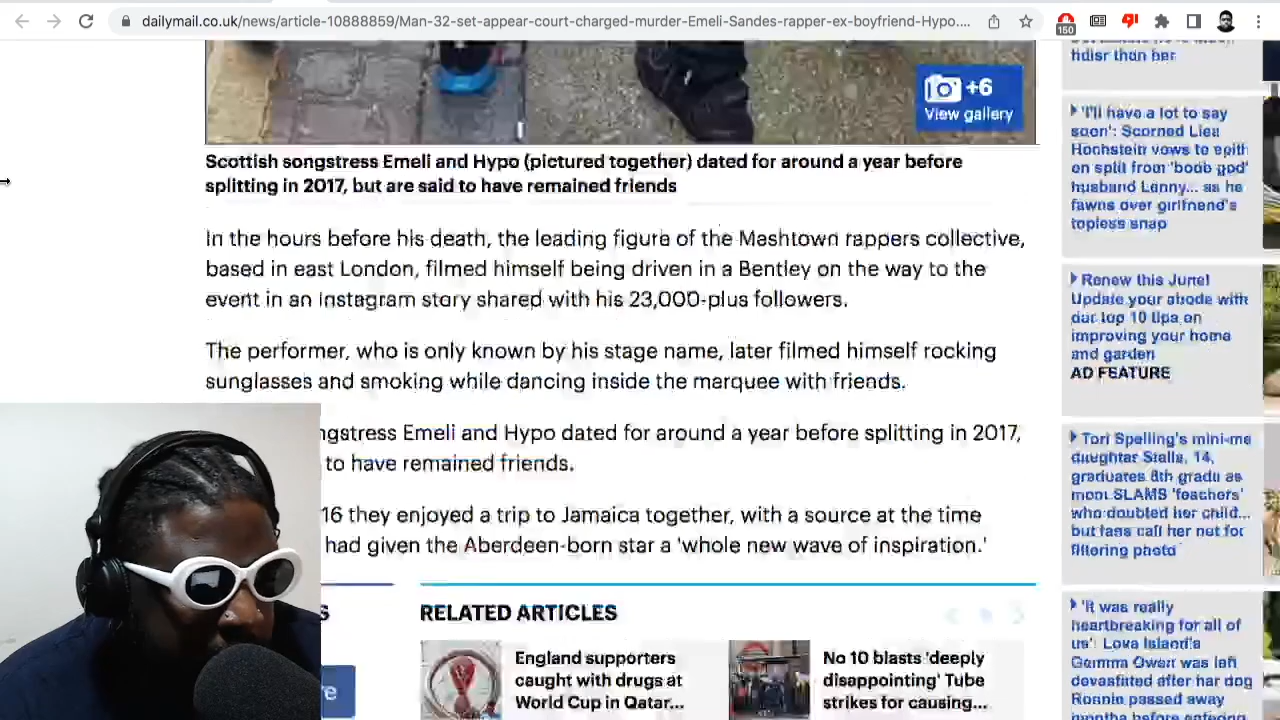 dailymail.co.uk/news/article-10888859/Man-32-set-appear-court-charged-murder-Emeli-Sandes-rapper-ex-boyfriend-Hypo....
150
+6
View gallery
Scottish songstress Emeli and Hypo (pictured together) dated for around a year before
splitting in 2017, but are said to have remained friends
In the hours before his death, the leading figure of the Mashtown rappers collective,
based in east London, filmed himself being driven in a Bentley on the way to the
event in an Instagram story shared with his 23,000-plus followers.
The performer, who is only known by his stage name, later filmed himself rocking
sunglasses and smoking while dancing inside the marquee with friends.
ngstress Emeli and Hypo dated for around a year before splitting in 2017,
to have remained friends.
16 they enjoyed a trip to Jamaica together, with a source at the time
had given the Aberdeen-born star a 'whole new wave of inspiration.'
S
RELATED ARTICLES
re
England supporters
caught with drugs at
World Cup in Qatar...
No 10 blasts 'deeply
disappointing' Tube
strikes for causing...
than her
'I'll have a lot to say
soon': Scorned Lisa
Hochstein vows to spill
on split from 'boob god'
husband Lenny... as he
fawns over girlfriend's
topless snap
Renew this June!
Update your abode with
our top 10 tips on
improving your home
and garden
AD FEATURE
Tori Spelling's mini-me
daughter Stella, 14,
graduates 8th grade as
mom SLAMS 'teachers'
who doubted her child...
but fans call her out for
filtering photo
'It was really
heartbreaking for all of
us': Love Island's
Gemma Owen was left
devastated after her dog
Ronnie passed away
months before entering